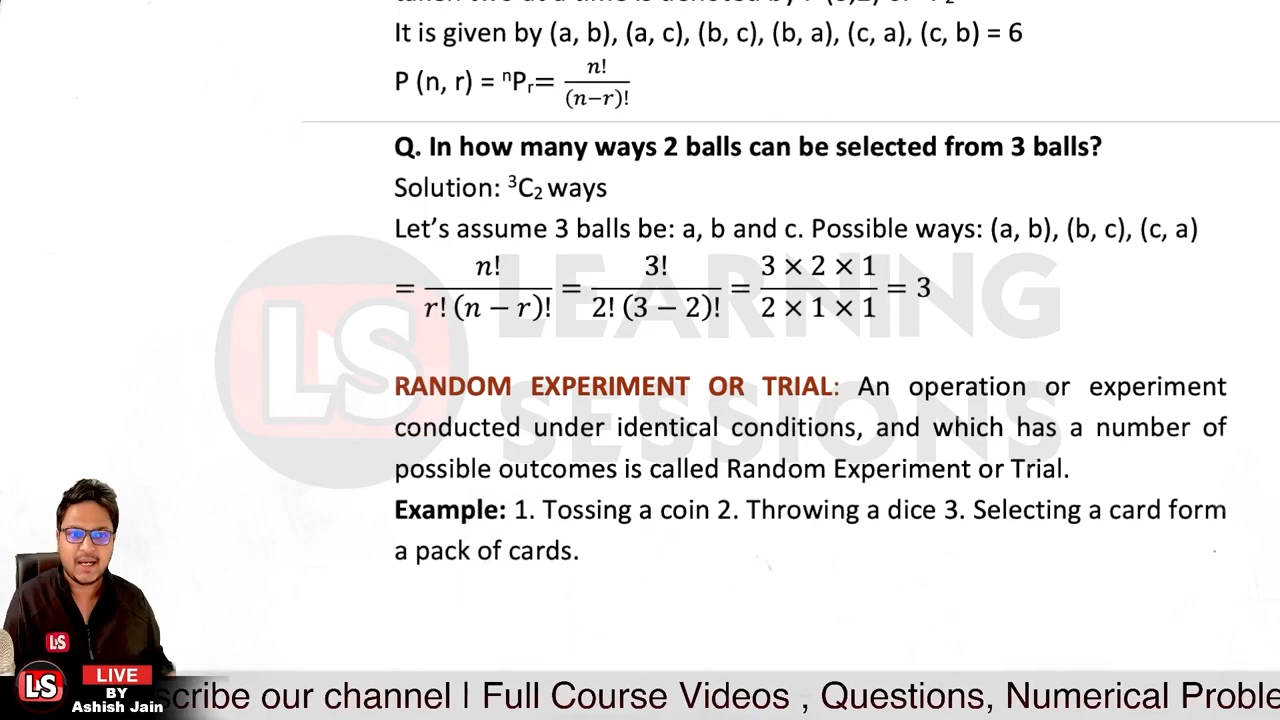 It is given by (a, b), (a, c), (b, c), (b, a), (c, a), (c, b) = 6
P (n, r) = ⁿPᵣ= n!/(n−r)!
Q. In how many ways 2 balls can be selected from 3 balls?
Solution: ³C₂ ways
Let’s assume 3 balls be: a, b and c. Possible ways: (a, b), (b, c), (c, a)
= n!/r! (n − r)! = 3!/2! (3 − 2)! = 3 × 2 × 1/2 × 1 × 1 = 3
LS LEARNING
SESSIONS
RANDOM EXPERIMENT OR TRIAL: An operation or experiment
conducted under identical conditions, and which has a number of
possible outcomes is called Random Experiment or Trial.
Example: 1. Tossing a coin 2. Throwing a dice 3. Selecting a card form
a pack of cards.
LS
LS
LIVE
BY
Ashish Jain
scribe our channel | Full Course Videos , Questions, Numerical Proble